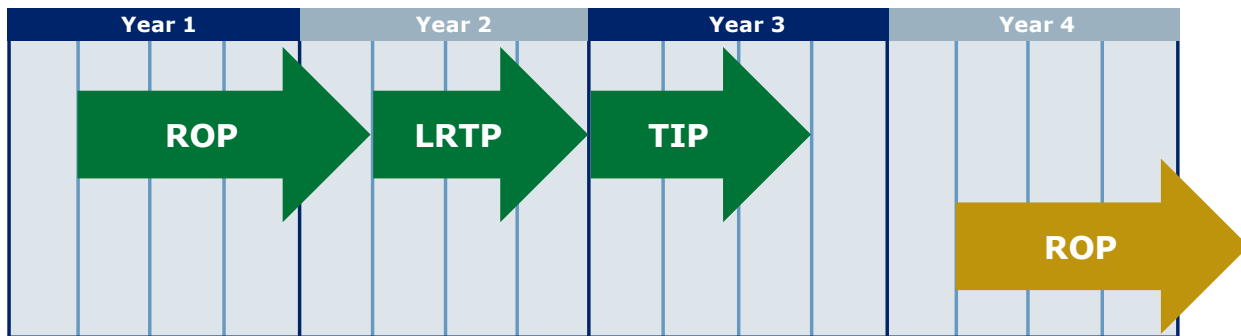 Year 1
Year 2
Year 3
Year 4
ROP
LRTP
TIP
ROP